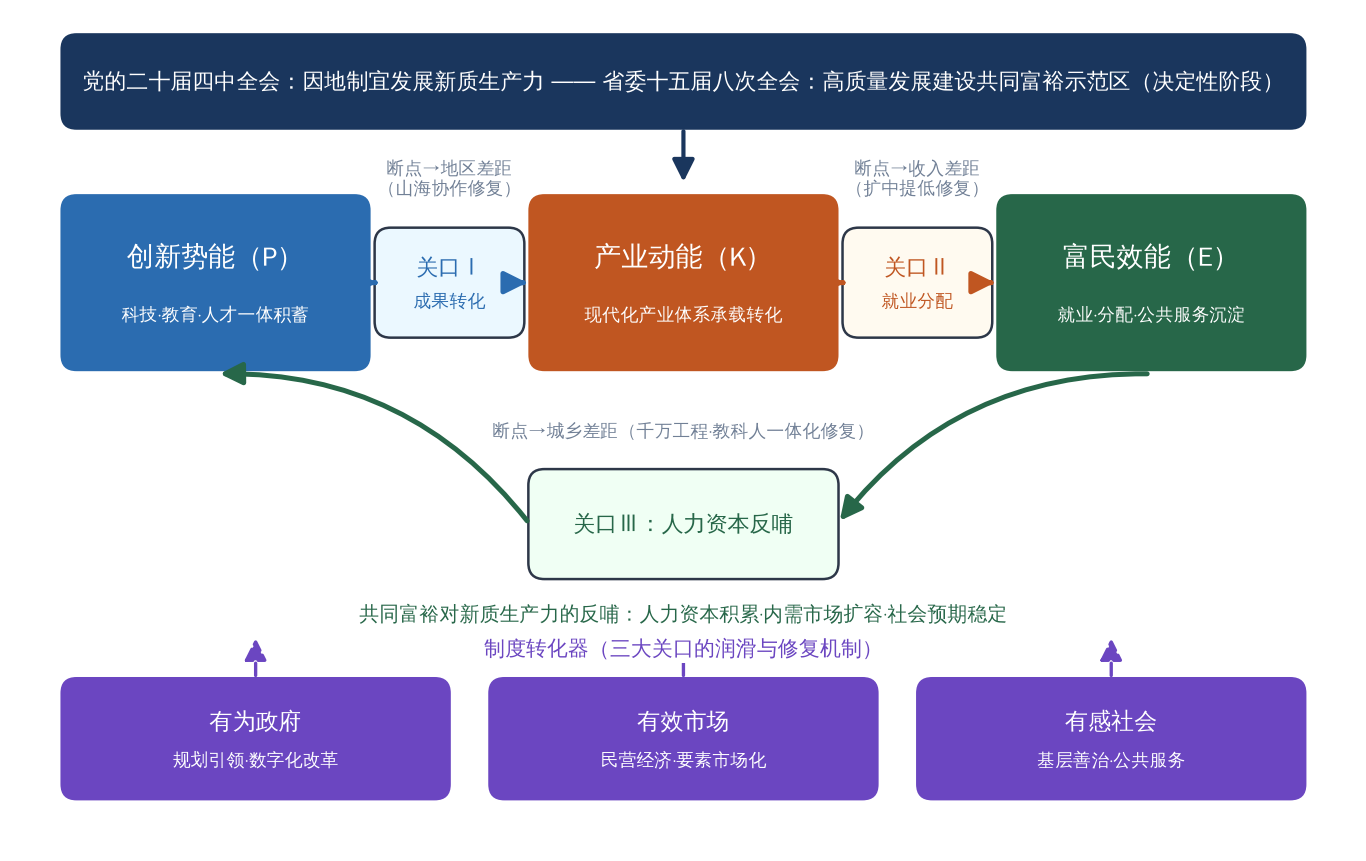 党的二十届四中全会：因地制宜发展新质生产力 —— 省委十五届八次全会：高质量发展建设共同富裕示范区（决定性阶段）
断点→地区差距
（山海协作修复）
断点→收入差距
（扩中提低修复）
创新势能（P）
科技·教育·人才一体积蓄
关口Ⅰ
成果转化
产业动能（K）
现代化产业体系承载转化
关口Ⅱ
就业分配
富民效能（E）
就业·分配·公共服务沉淀
断点→城乡差距（千万工程·教科人一体化修复）
关口Ⅲ：人力资本反哺
共同富裕对新质生产力的反哺：人力资本积累·内需市场扩容·社会预期稳定
制度转化器（三大关口的润滑与修复机制）
有为政府
规划引领·数字化改革
有效市场
民营经济·要素市场化
有感社会
基层善治·公共服务